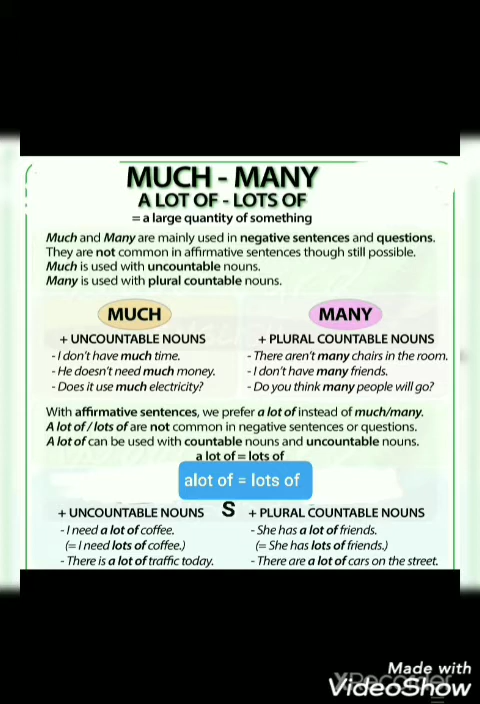 MUCH - MANY
A LOT OF - LOTS OF
= a large quantity of something
Much and Many are mainly used in negative sentences and questions.
They are not common in affirmative sentences though still possible.
Much is used with uncountable nouns.
Many is used with plural countable nouns.
MUCH
+ UNCOUNTABLE NOUNS
- I don't have much time.
- He doesn't need much money.
- Does it use much electricity?
MANY
+ PLURAL COUNTABLE NOUNS
- There aren't many chairs in the room.
- I don't have many friends.
- Do you think many people will go?
With affirmative sentences, we prefer a lot of instead of much/many.
A lot of / lots of are not common in negative sentences or questions.
A lot of can be used with countable nouns and uncountable nouns.
a lot of = lots of
alot of = lots of
S
+ UNCOUNTABLE NOUNS
- I need a lot of coffee.
(= I need lots of coffee.)
- There is a lot of traffic today.
+ PLURAL COUNTABLE NOUNS
- She has a lot of friends.
(= She has lots of friends.)
- There are a lot of cars on the street.
Made with
XRecorder
VideoShow